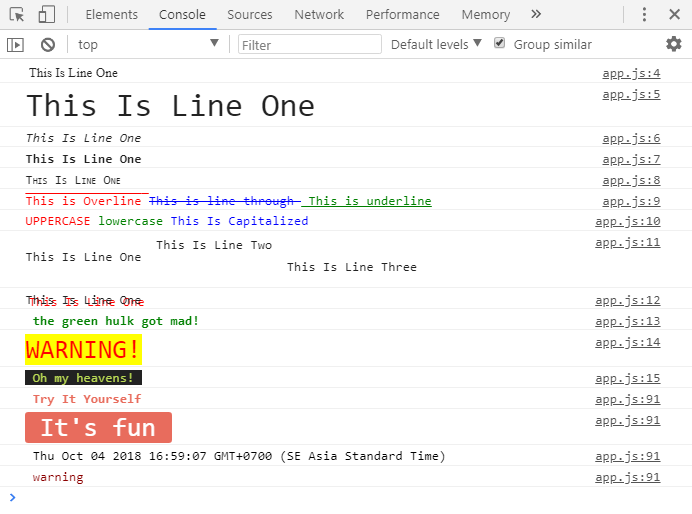 Elements Console Sources Network Performance Memory »
top Filter Default levels Group similar
This Is Line One app.js:4
This Is Line One app.js:5
This Is Line One app.js:6
This Is Line One app.js:7
This Is Line One app.js:8
This is Overline This is line through This is underline app.js:9
UPPERCASE lowercase This Is Capitalized app.js:10
This Is Line Two app.js:11
This Is Line One
This Is Line Three
This Is Line One This Is Line One app.js:12
the green hulk got mad! app.js:13
WARNING! app.js:14
Oh my heavens! app.js:15
Try It Yourself app.js:91
It's fun app.js:91
Thu Oct 04 2018 16:59:07 GMT+0700 (SE Asia Standard Time) app.js:91
warning app.js:91